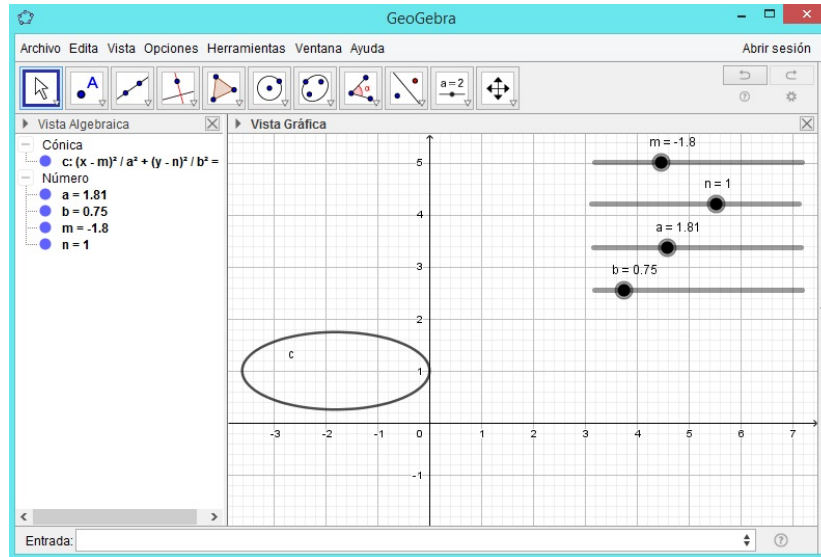 GeoGebra
Archivo Edita Vista Opciones Herramientas Ventana Ayuda
Abrir sesión
A
α
a=2
Vista Algebraica
Vista Gráfica
Cónica
c: (x - m)² / a² + (y - n)² / b² =
Número
a = 1.81
b = 0.75
m = -1.8
n = 1
m = -1.8
n = 1
a = 1.81
b = 0.75
5
4
3
2
1
c
-3 -2 -1 0 1 2 3 4 5 6 7
-1
Entrada: